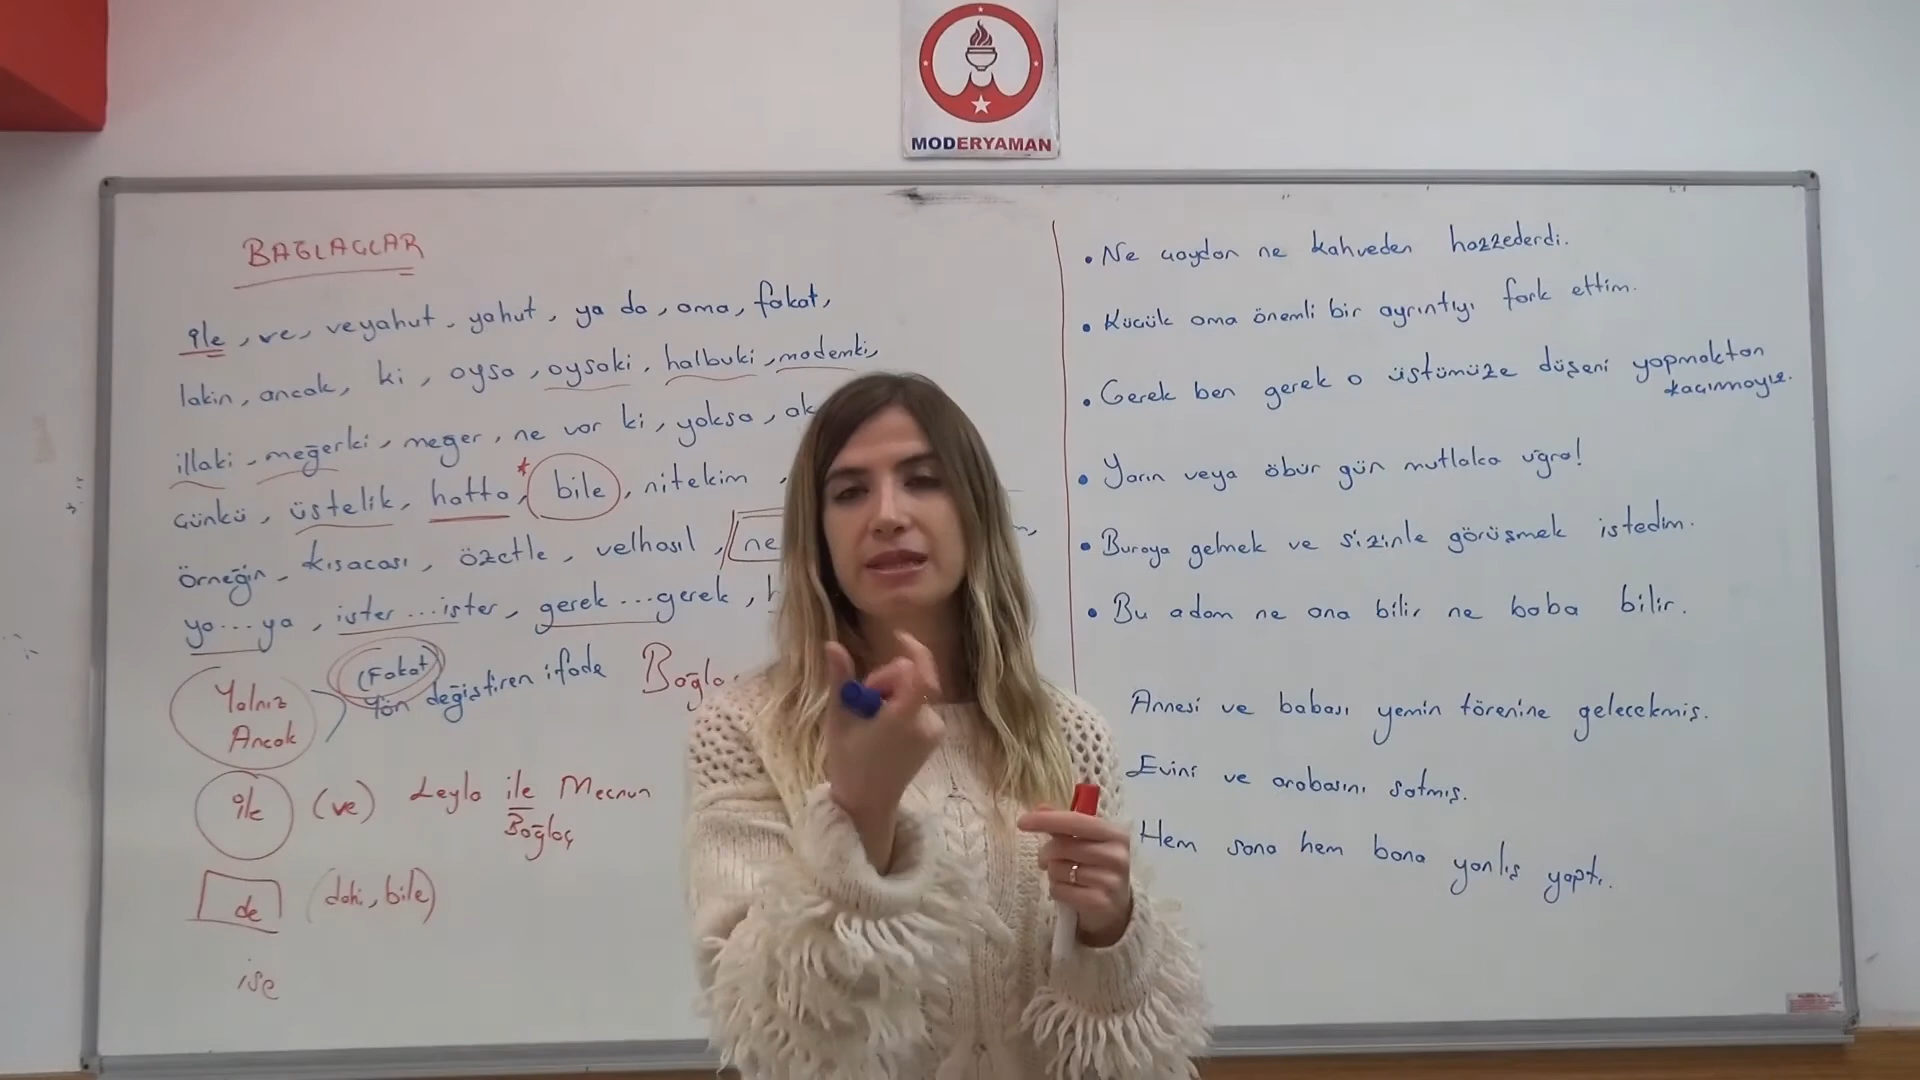 MODERYAMAN
BAĞLAÇLAR
ile, ve, veyahut, yahut, ya da, ama, fakat,
lakin, ancak, ki, oysa, oysaki, halbuki, mademki,
illaki, meğerki, meğer, ne var ki, yoksa,
çünkü, üstelik, hatta, * bile, nitekim,
örneğin, kısacası, özetle, velhasıl, ne
ya...ya, ister...ister, gerek...gerek,
Yalnız
Ancak
(Fakat)
Yön değiştiren ifade
ile (ve) Leyla ile Mecnun
Bağlaç
de (dahi, bile)
ise
• Ne çaydan ne kahveden hazzederdi.
• Küçük ama önemli bir ayrıntıyı fark ettim.
• Gerek ben gerek o üstümüze düşeni yapmaktan
kaçınmayız.
• Yarın veya öbür gün mutlaka uğra!
• Buraya gelmek ve sizinle görüşmek istedim.
• Bu adam ne ana bilir ne baba bilir.
Annesi ve babası yemin törenine gelecekmiş.
Evini ve arabasını satmış.
Hem sana hem bana yanlış yaptı.